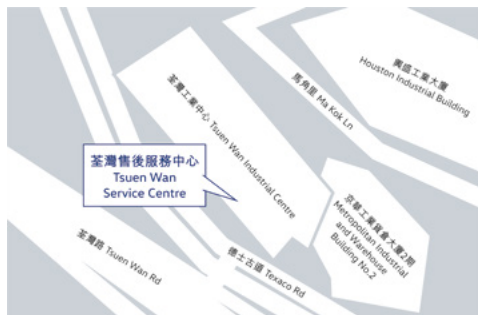 興盛工業大廈
Houston Industrial Building
馬角里 Ma Kok Ln
荃灣工業中心 Tsuen Wan Industrial Centre
荃灣售後服務中心
Tsuen Wan
Service Centre
京華工業貨倉大廈2期
Metropolitan Industrial
and Warehouse
Building No.2
荃灣路 Tsuen Wan Rd
德士古道 Texaco Rd